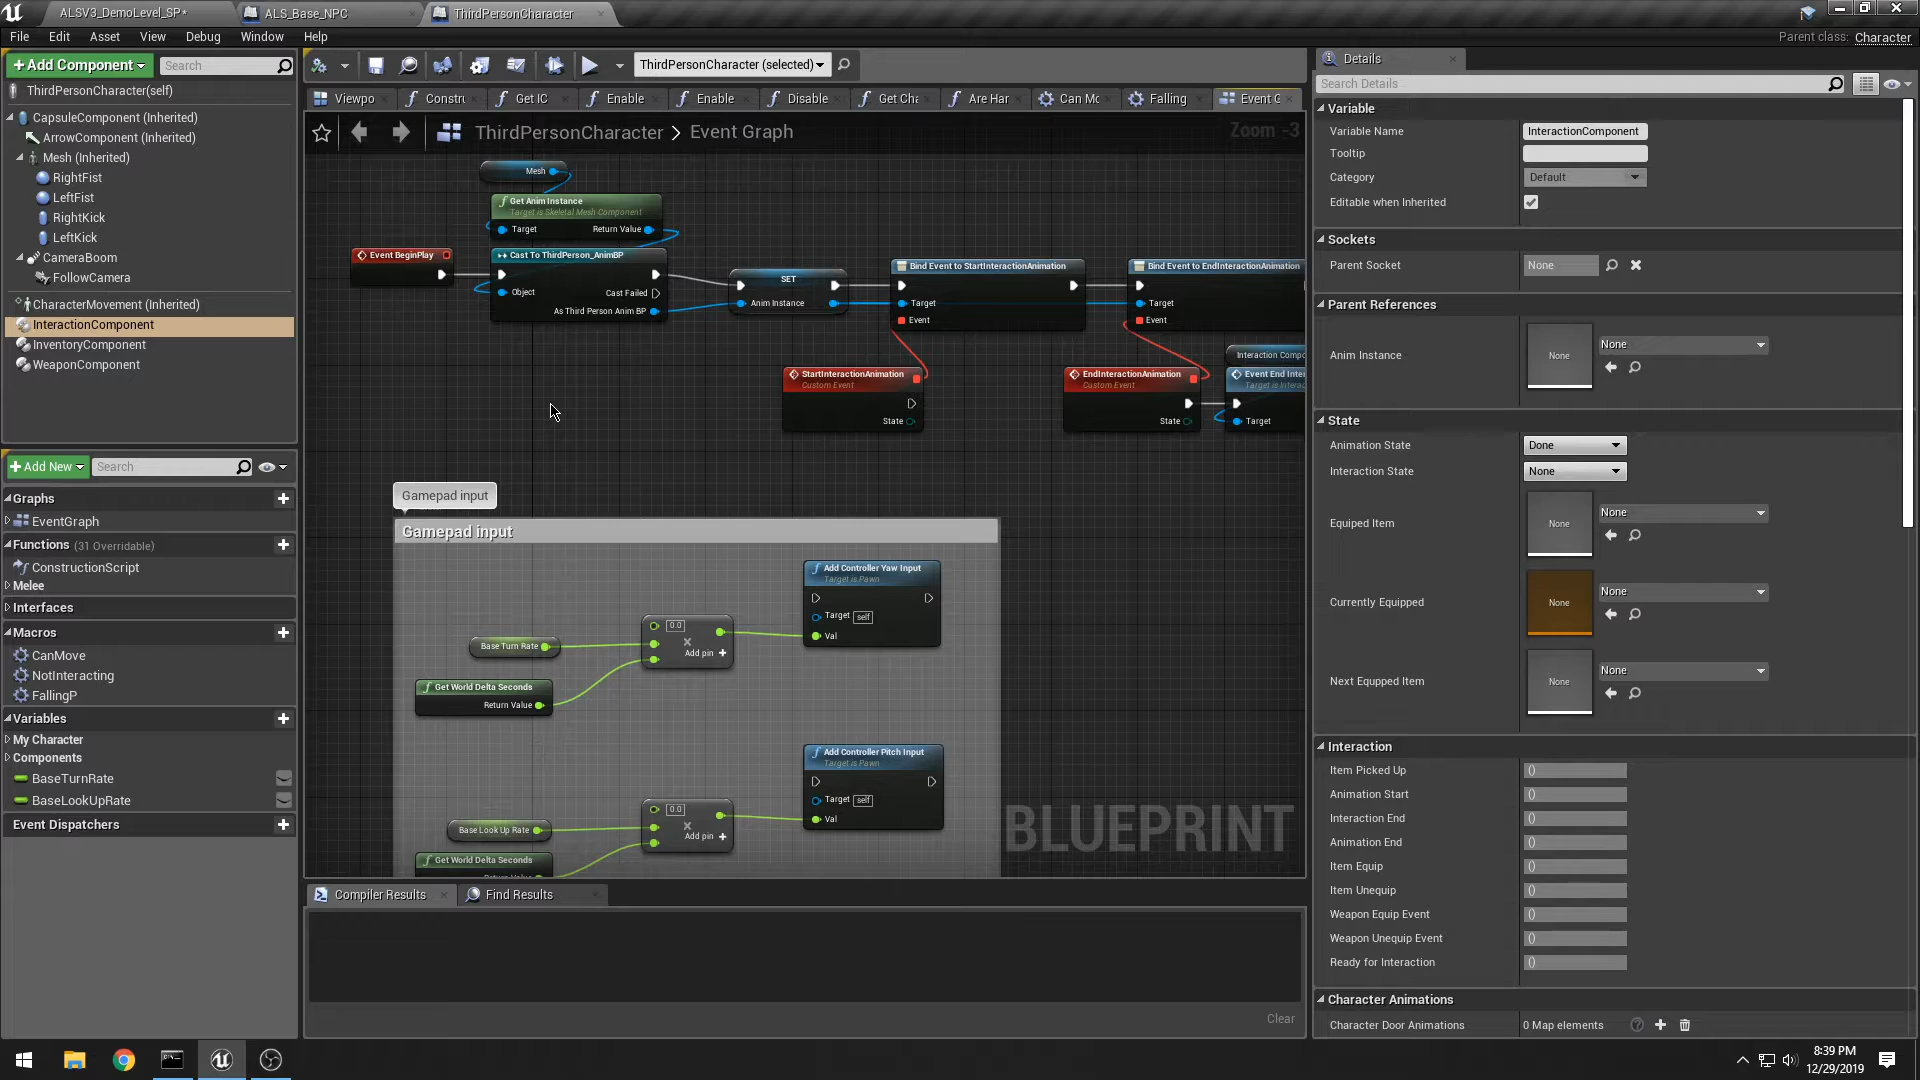 ALSV3_DemoLevel_SP*
ALS_Base_NPC
ThirdPersonCharacter
File Edit Asset View Debug Window Help
Parent class: Character
+ Add Component
Search
ThirdPersonCharacter(self)
CapsuleComponent (Inherited)
ArrowComponent (Inherited)
Mesh (Inherited)
RightFist
LeftFist
RightKick
LeftKick
CameraBoom
FollowCamera
CharacterMovement (Inherited)
InteractionComponent
InventoryComponent
WeaponComponent
+ Add New
Search
Graphs
EventGraph
Functions (31 Overridable)
ConstructionScript
Melee
Interfaces
Macros
CanMove
NotInteracting
FallingP
Variables
My Character
Components
BaseTurnRate
BaseLookUpRate
Event Dispatchers
ThirdPersonCharacter (selected)
Viewpo
Constru
Get IC
Enable
Enable
Disable
Get Cha
Are Har
Can Mc
Falling
Event G
ThirdPersonCharacter > Event Graph
Zoom -3
Mesh
Get Anim Instance
Target is Skeletal Mesh Component
Target Return Value
Event BeginPlay
Cast To ThirdPerson_AnimBP
Object Cast Failed
As Third Person Anim BP
SET
Anim Instance
Bind Event to StartInteractionAnimation
Target
Event
Bind Event to EndInteractionAnimation
Target
Event
StartInteractionAnimation
Custom Event
State
EndInteractionAnimation
Custom Event
State
Interaction Compo
Event End Inter
Target is Interac
Target
Gamepad input
Gamepad input
Add Controller Yaw Input
Target is Pawn
Target self
Val
0.0
Add pin +
Base Turn Rate
Get World Delta Seconds
Return Value
Add Controller Pitch Input
Target is Pawn
Target self
Val
0.0
Add pin +
Base Look Up Rate
Get World Delta Seconds
BLUEPRINT
Compiler Results
Find Results
Clear
Details
Search Details
Variable
Variable Name InteractionComponent
Tooltip
Category Default
Editable when Inherited
Sockets
Parent Socket None
Parent References
Anim Instance None None
State
Animation State Done
Interaction State None
Equiped Item None None
Currently Equipped None None
Next Equpped Item None None
Interaction
Item Picked Up ()
Animation Start ()
Interaction End ()
Animation End ()
Item Equip ()
Item Unequip ()
Weapon Equip Event ()
Weapon Unequip Event ()
Ready for Interaction ()
Character Animations
Character Door Animations 0 Map elements
8:39 PM
12/29/2019